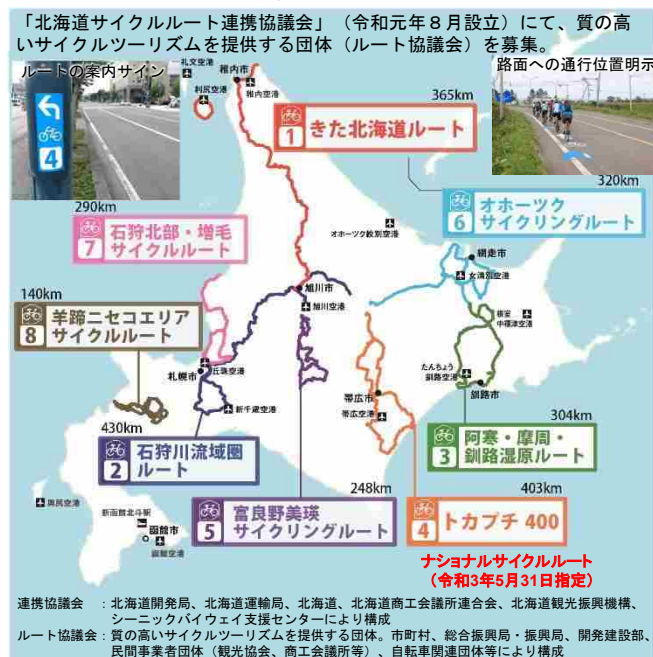 「北海道サイクルルート連携協議会」（令和元年８月設立）にて、質の高
いサイクルツーリズムを提供する団体（ルート協議会）を募集。
ルートの案内サイン
4
礼文空港
稚内市
稚内空港
利尻空港
路面への通行位置明示
365km
1 きた北海道ルート
320km
6 オホーツク
サイクリングルート
290km
7 石狩北部・増毛
サイクルルート
オホーツク紋別空港
網走市
女満別空港
旭川市
旭川空港
根室
中標津空港
140km
8 羊蹄ニセコエリア
サイクルルート
札幌市
丘珠空港
新千歳空港
たんちょう
釧路空港
釧路市
帯広市
帯広空港
430km
2 石狩川流域圏
ルート
304km
3 阿寒・摩周・
釧路湿原ルート
248km
5 富良野美瑛
サイクリングルート
403km
4 トカプチ 400
奥尻空港
新函館北斗駅
函館市
函館空港
ナショナルサイクルルート
（令和3年5月31日指定）
連携協議会　：北海道開発局、北海道運輸局、北海道、北海道商工会議所連合会、北海道観光振興機構、
シーニックバイウェイ支援センターにより構成
ルート協議会：質の高いサイクルツーリズムを提供する団体。市町村、総合振興局・振興局、開発建設部、
民間事業者団体（観光協会、商工会議所等）、自転車関連団体等により構成